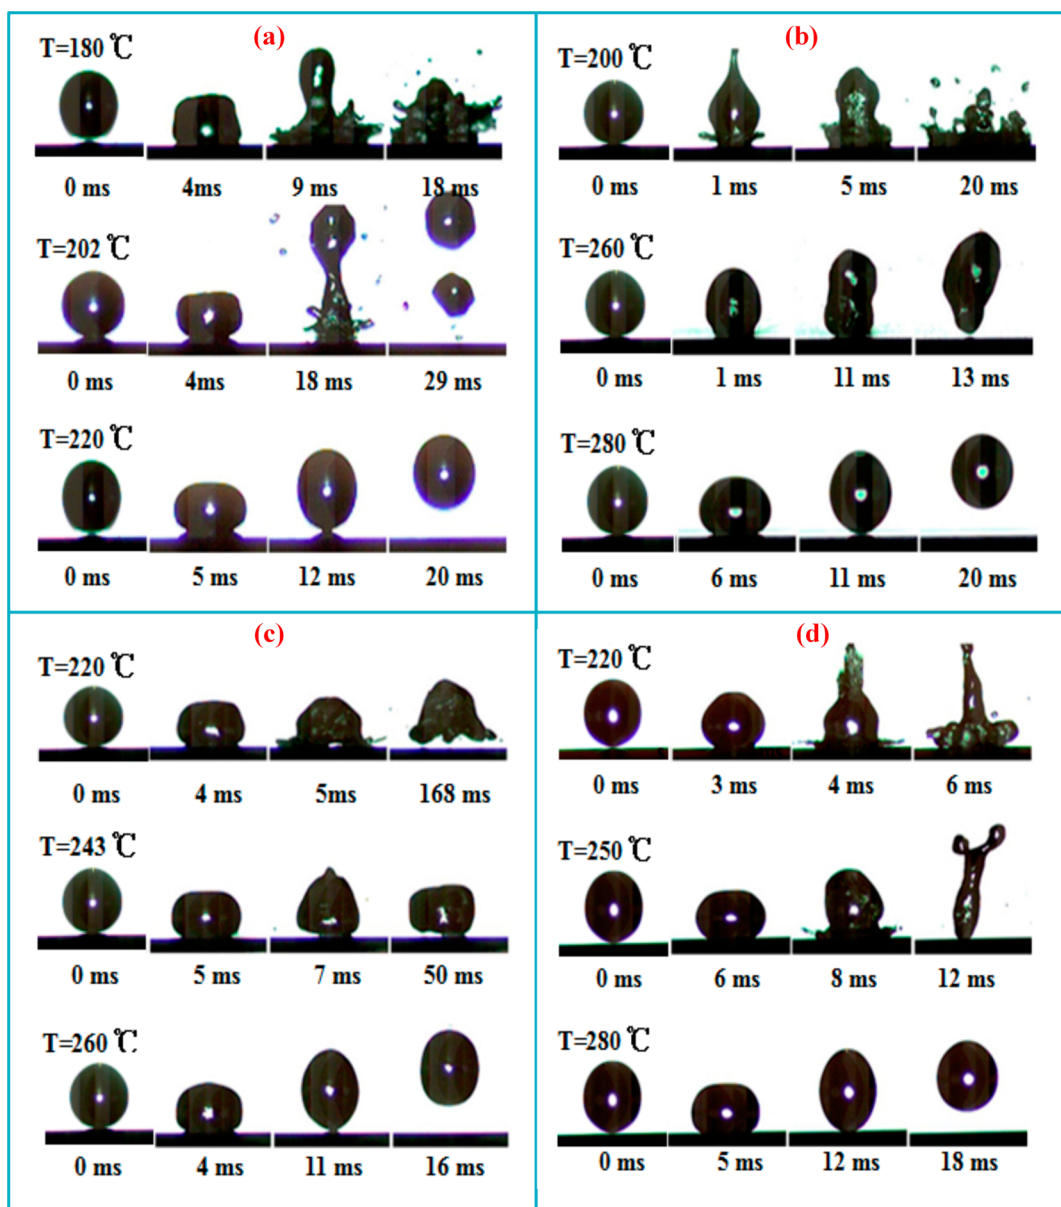 (a)
T=180 ℃
0 ms 4ms 9 ms 18 ms
T=202 ℃
0 ms 4ms 18 ms 29 ms
T=220 ℃
0 ms 5 ms 12 ms 20 ms
(b)
T=200 ℃
0 ms 1 ms 5 ms 20 ms
T=260 ℃
0 ms 1 ms 11 ms 13 ms
T=280 ℃
0 ms 6 ms 11 ms 20 ms
(c)
T=220 ℃
0 ms 4 ms 5ms 168 ms
T=243 ℃
0 ms 5 ms 7 ms 50 ms
T=260 ℃
0 ms 4 ms 11 ms 16 ms
(d)
T=220 ℃
0 ms 3 ms 4 ms 6 ms
T=250 ℃
0 ms 6 ms 8 ms 12 ms
T=280 ℃
0 ms 5 ms 12 ms 18 ms